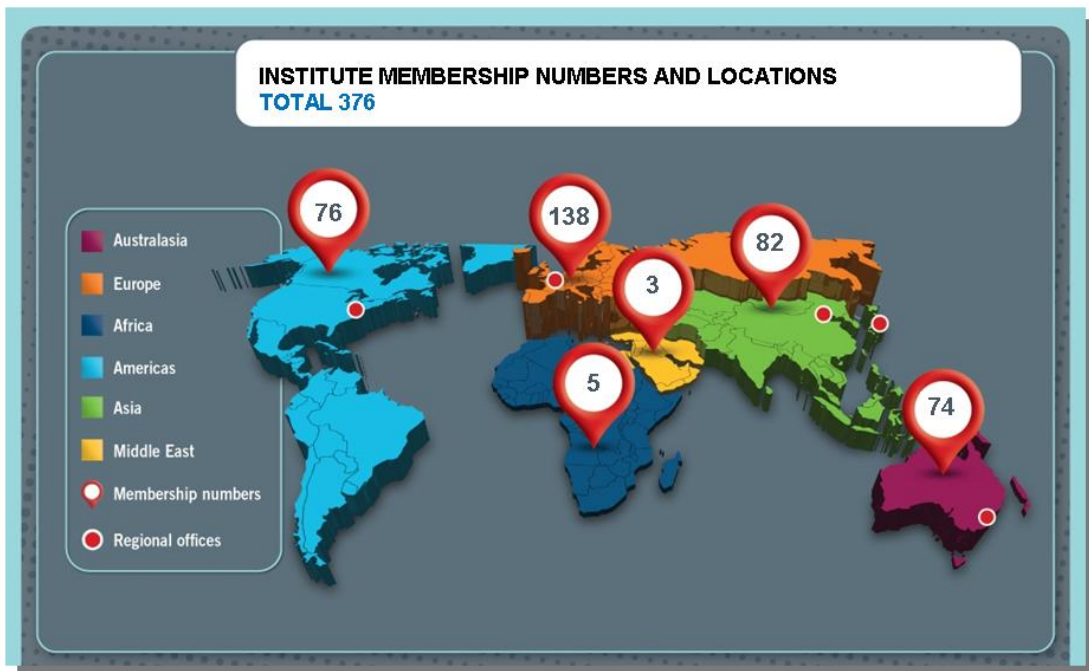 INSTITUTE MEMBERSHIP NUMBERS AND LOCATIONS
TOTAL 376
76
138
82
3
5
74
Australasia
Europe
Africa
Americas
Asia
Middle East
Membership numbers
Regional offices